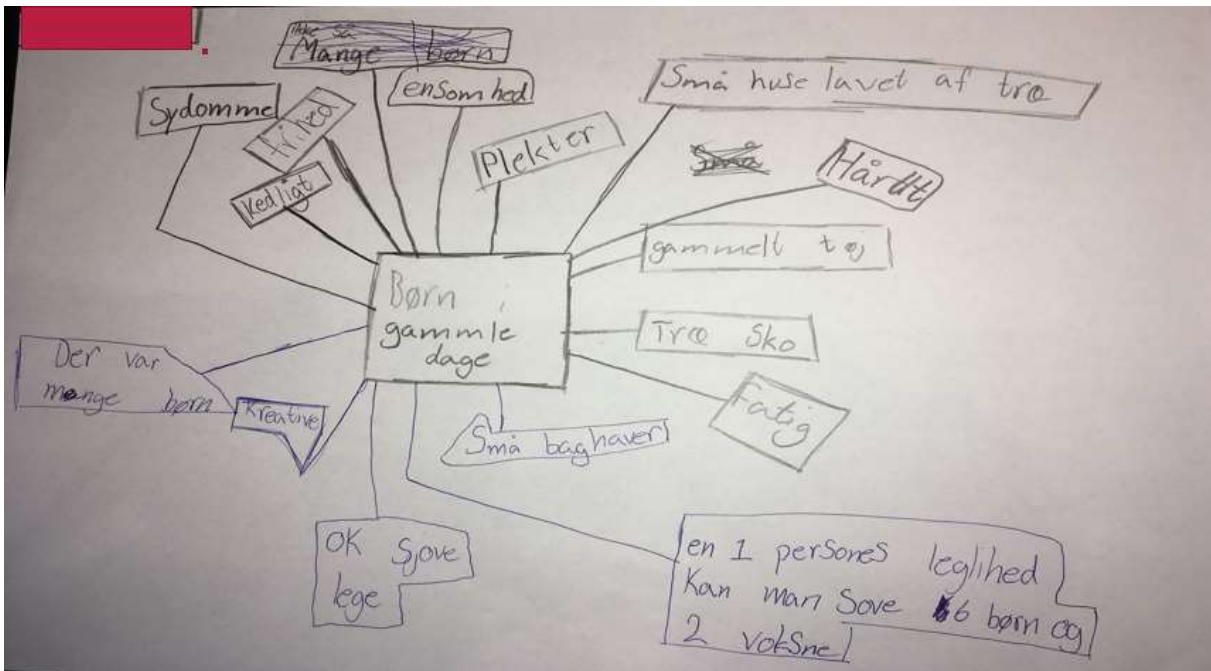 ikke så
Mange børn
ensomhed
Små huse lavet af træ
Sydomme
frihed
Plekter
Små
Hårdt
Kedligt
gammelt tøj
Børn i
gammle
dage
Træ Sko
Der var
mange børn
Kreative
Fatig
Små baghaver
OK Sjove
lege
en 1 persones leglihed
Kan man Sove 6 børn og
2 voksne